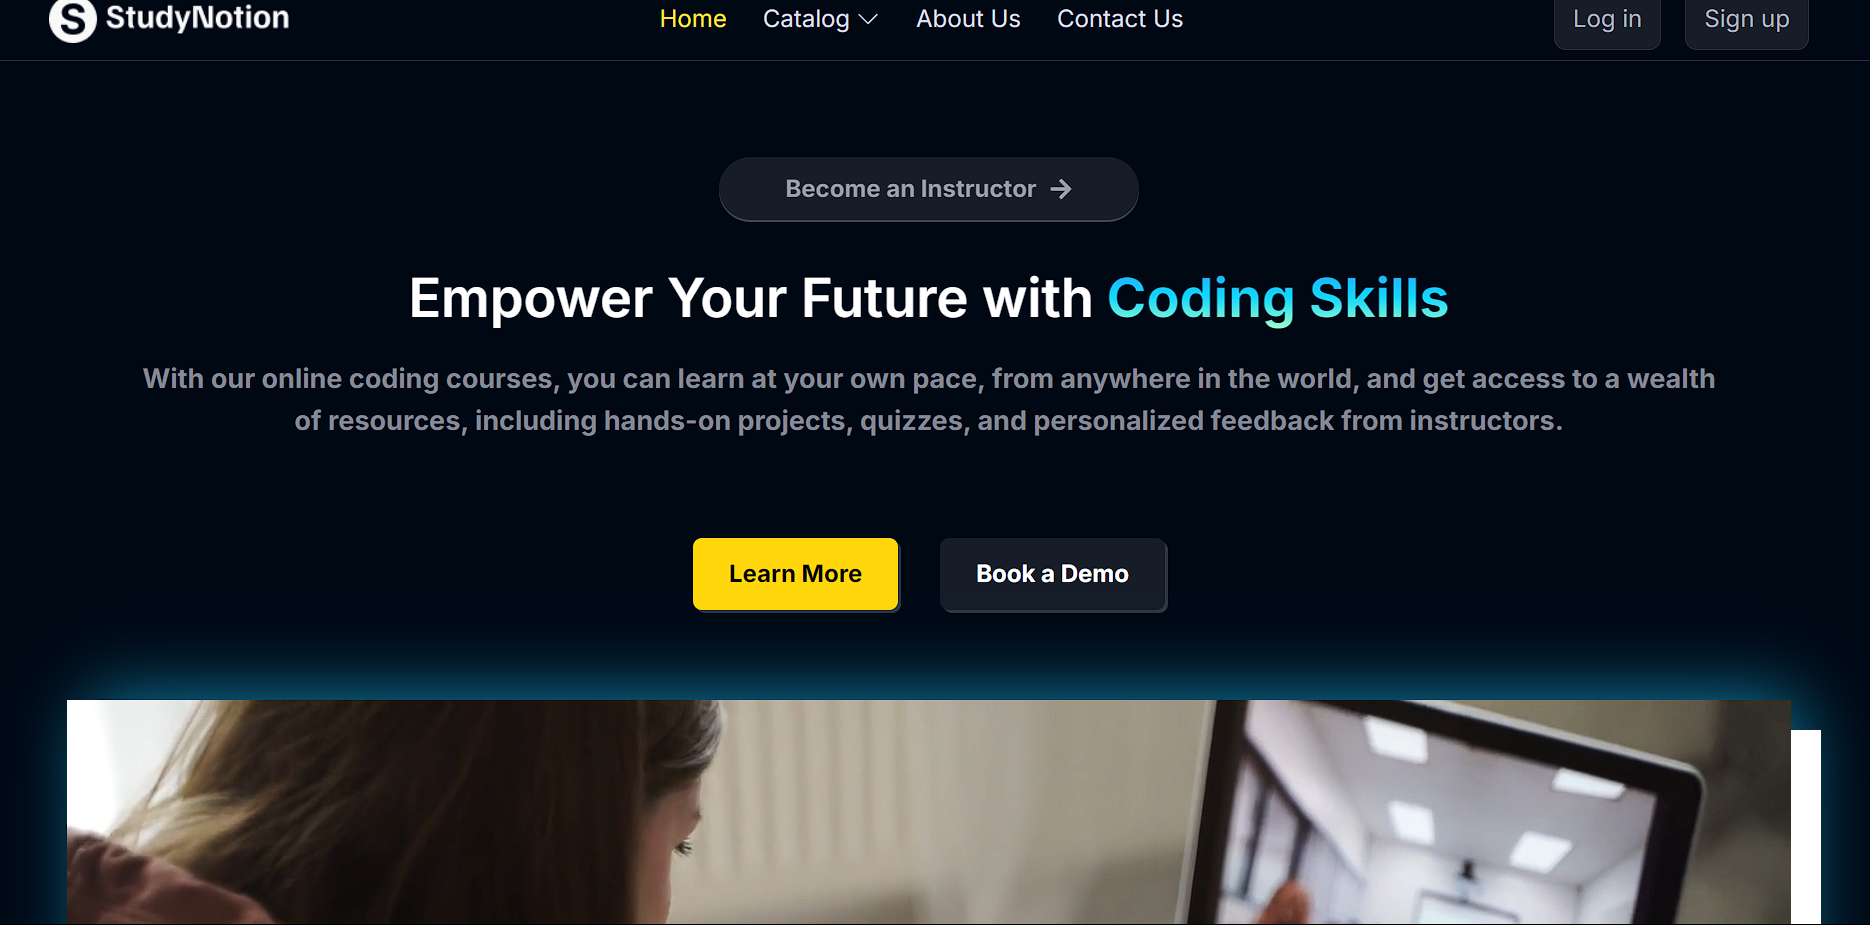 StudyNotion
Home
Catalog
About Us
Contact Us
Log in
Sign up
Become an Instructor
Empower Your Future with Coding Skills
With our online coding courses, you can learn at your own pace, from anywhere in the world, and get access to a wealth
of resources, including hands-on projects, quizzes, and personalized feedback from instructors.
Learn More
Book a Demo